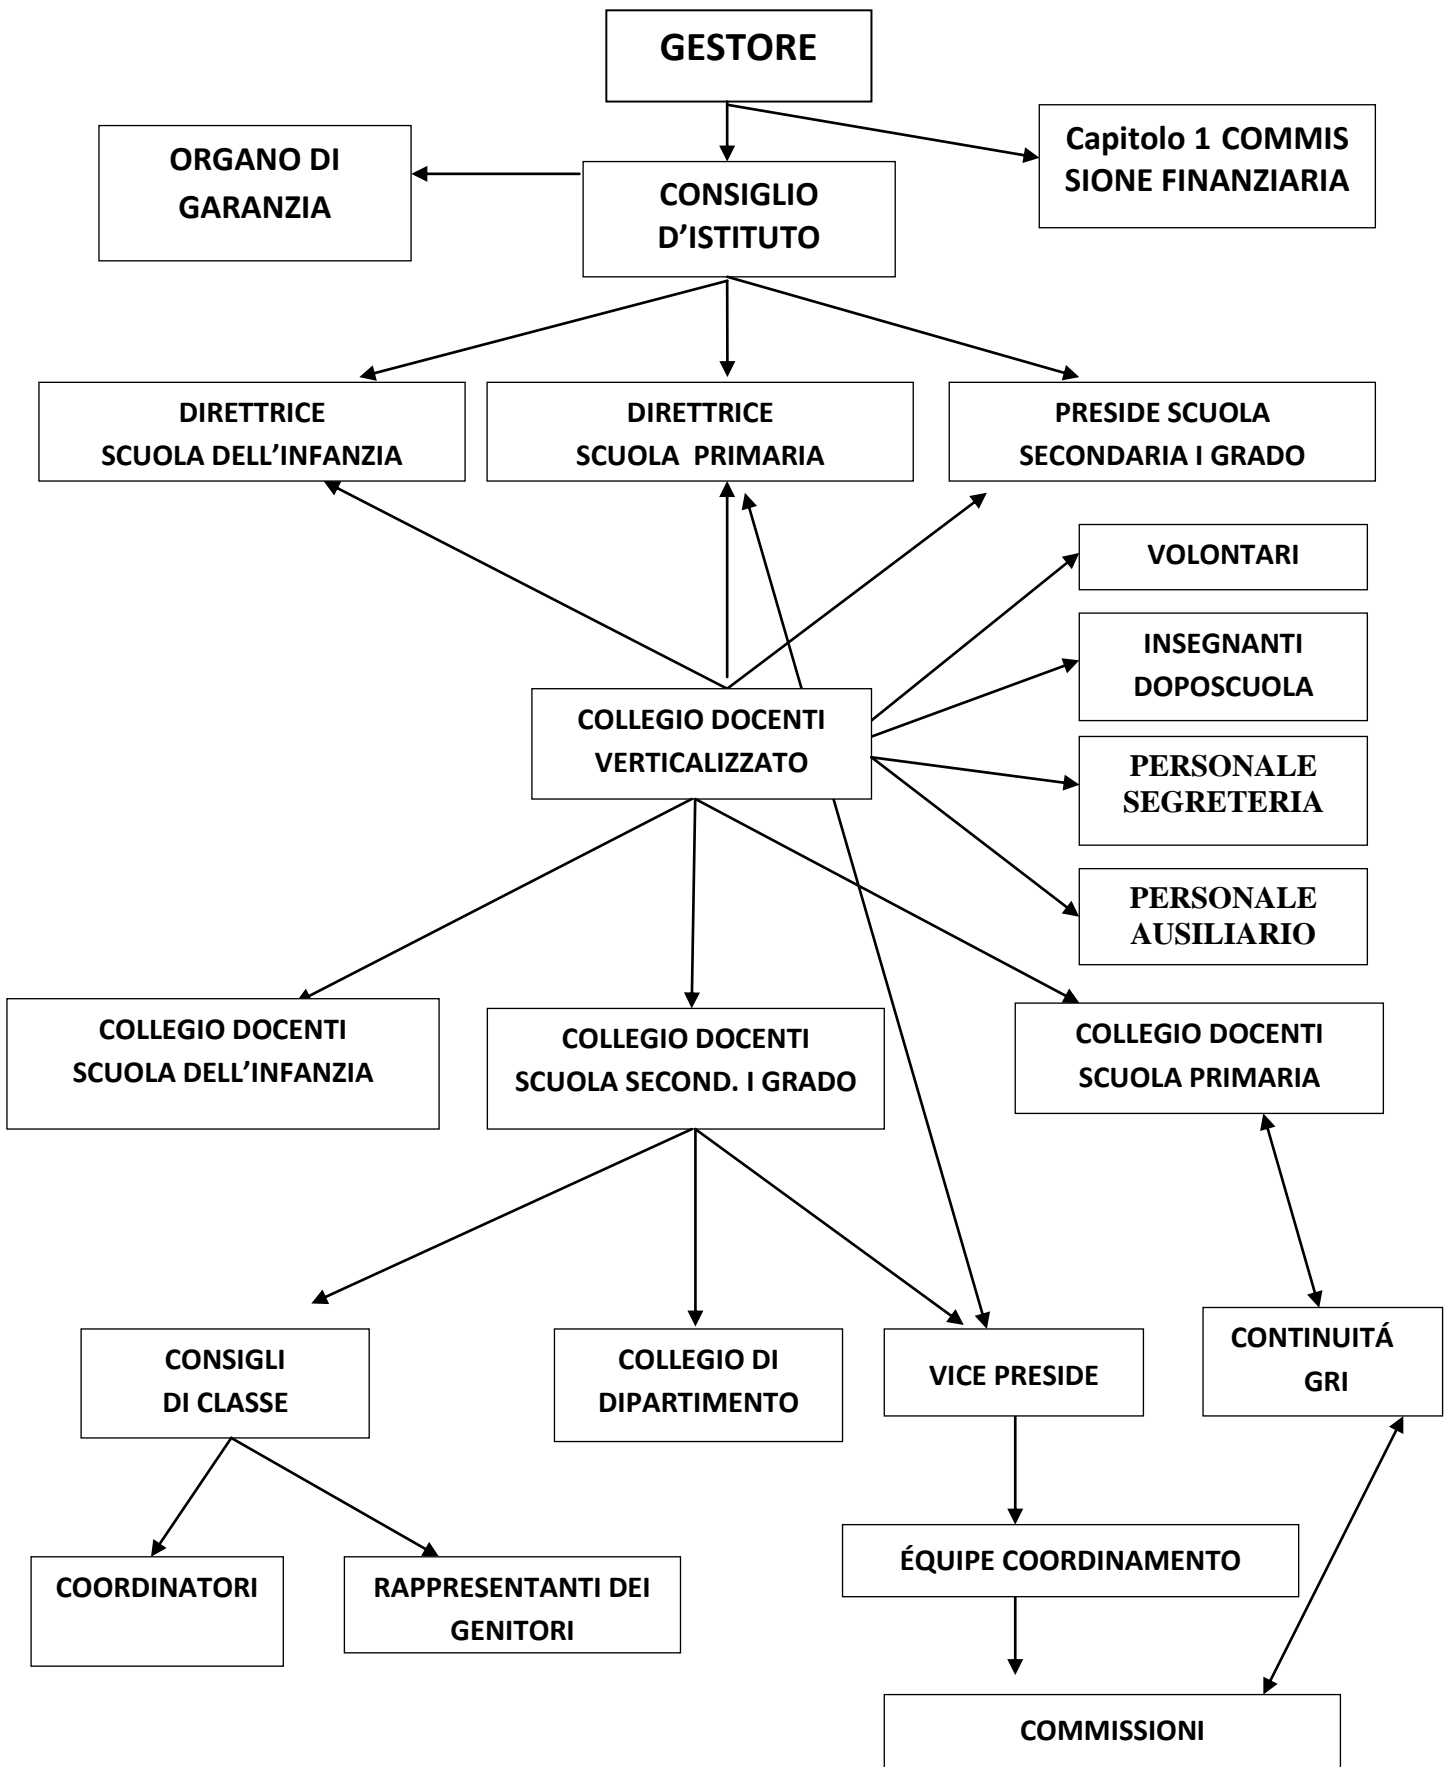 GESTORE
Capitolo 1 COMMIS
SIONE FINANZIARIA
ORGANO DI
GARANZIA
CONSIGLIO
D’ISTITUTO
DIRETTRICE
SCUOLA DELL’INFANZIA
DIRETTRICE
SCUOLA PRIMARIA
PRESIDE SCUOLA
SECONDARIA I GRADO
VOLONTARI
INSEGNANTI
DOPOSCUOLA
COLLEGIO DOCENTI
VERTICALIZZATO
PERSONALE
SEGRETERIA
PERSONALE
AUSILIARIO
COLLEGIO DOCENTI
SCUOLA DELL’INFANZIA
COLLEGIO DOCENTI
SCUOLA SECOND. I GRADO
COLLEGIO DOCENTI
SCUOLA PRIMARIA
CONSIGLI
DI CLASSE
COLLEGIO DI
DIPARTIMENTO
VICE PRESIDE
CONTINUITÁ
GRI
COORDINATORI
RAPPRESENTANTI DEI
GENITORI
ÉQUIPE COORDINAMENTO
COMMISSIONI